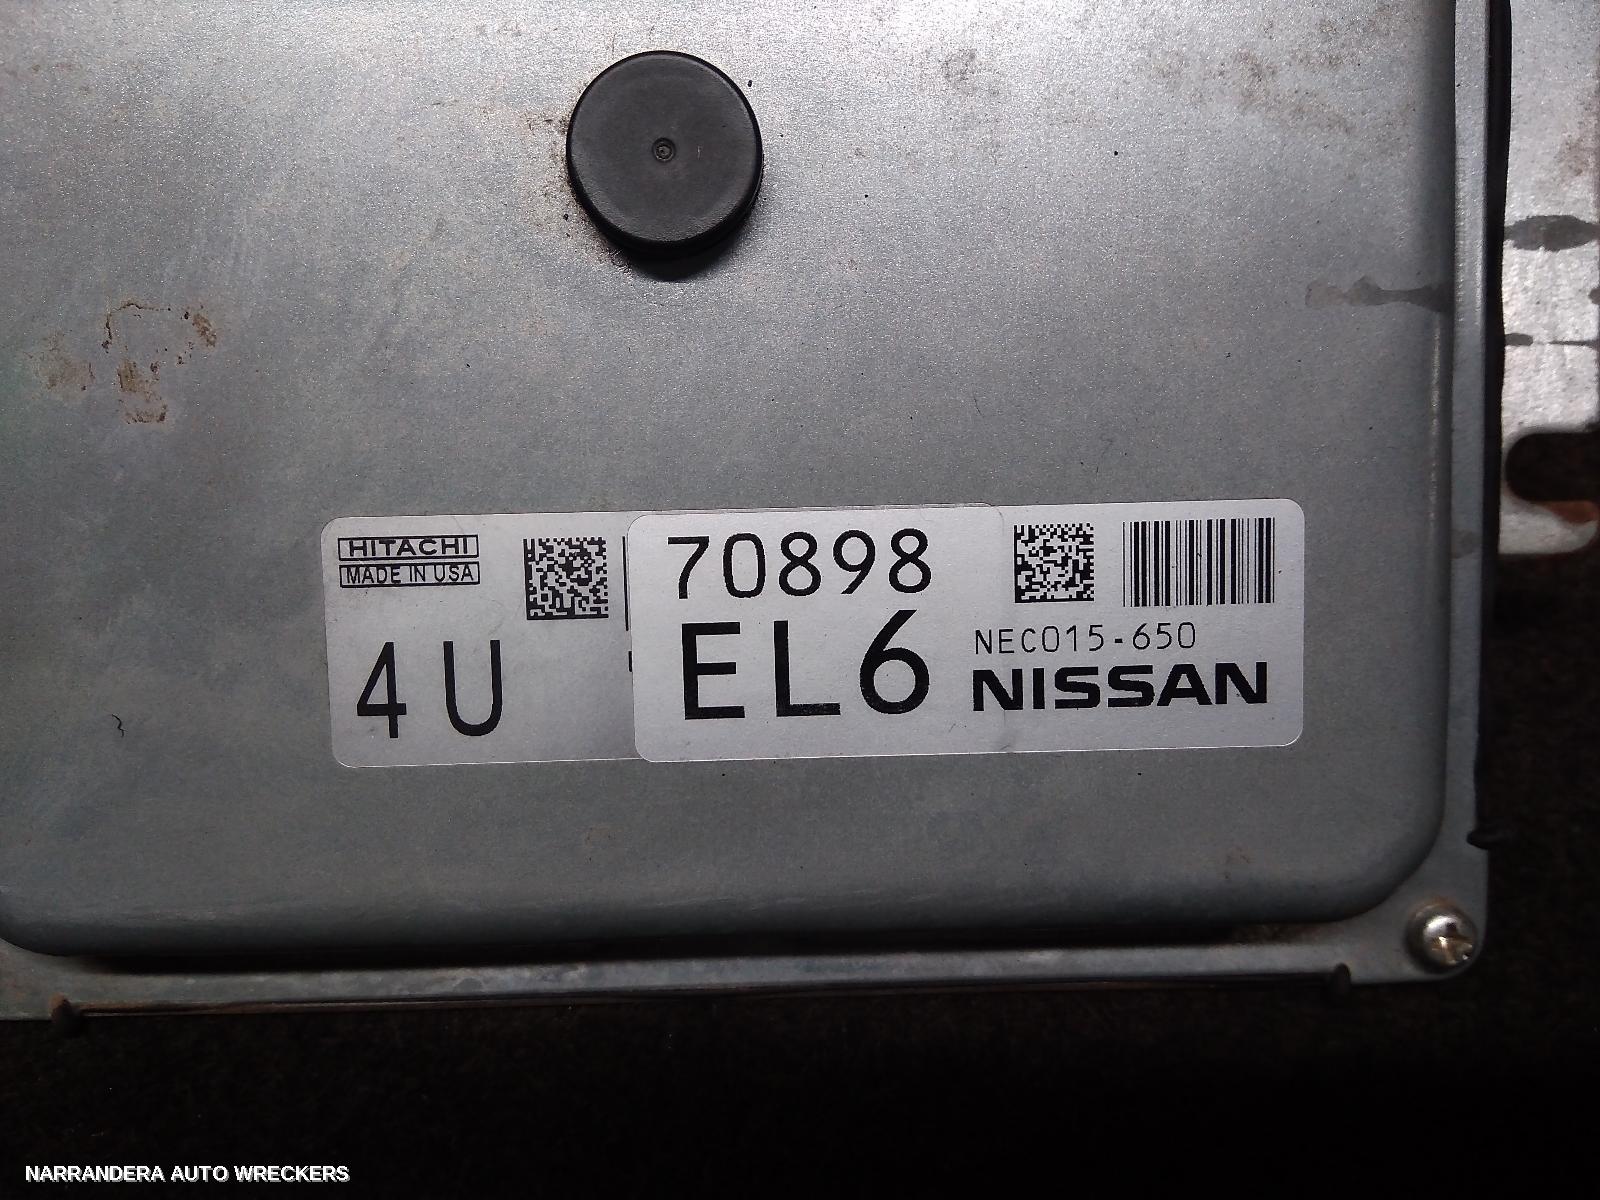 HITACHI
MADE IN USA
4U
70898
EL6
NEC015-650
NISSAN
NARRANDERA AUTO WRECKERS